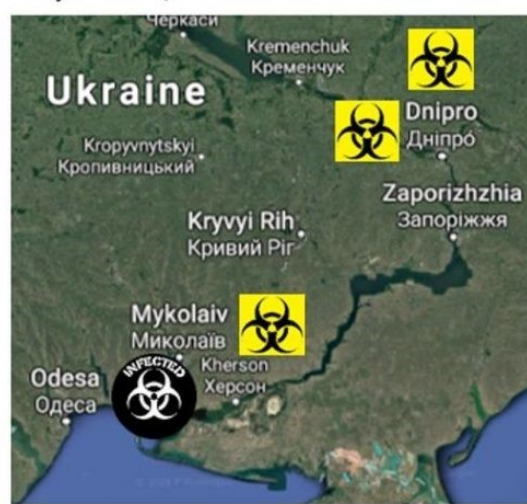 Черкаси
Kremenchuk
Кременчук
Ukraine
Dnipro
Дніпро́
Kropyvnytskyi
Кропивницький
Zaporizhzhia
Запоріжжя
Kryvyi Rih
Кривий Ріг
Mykolaiv
Миколаїв
INFECTED
Kherson
Херсон
Odesa
Одеса